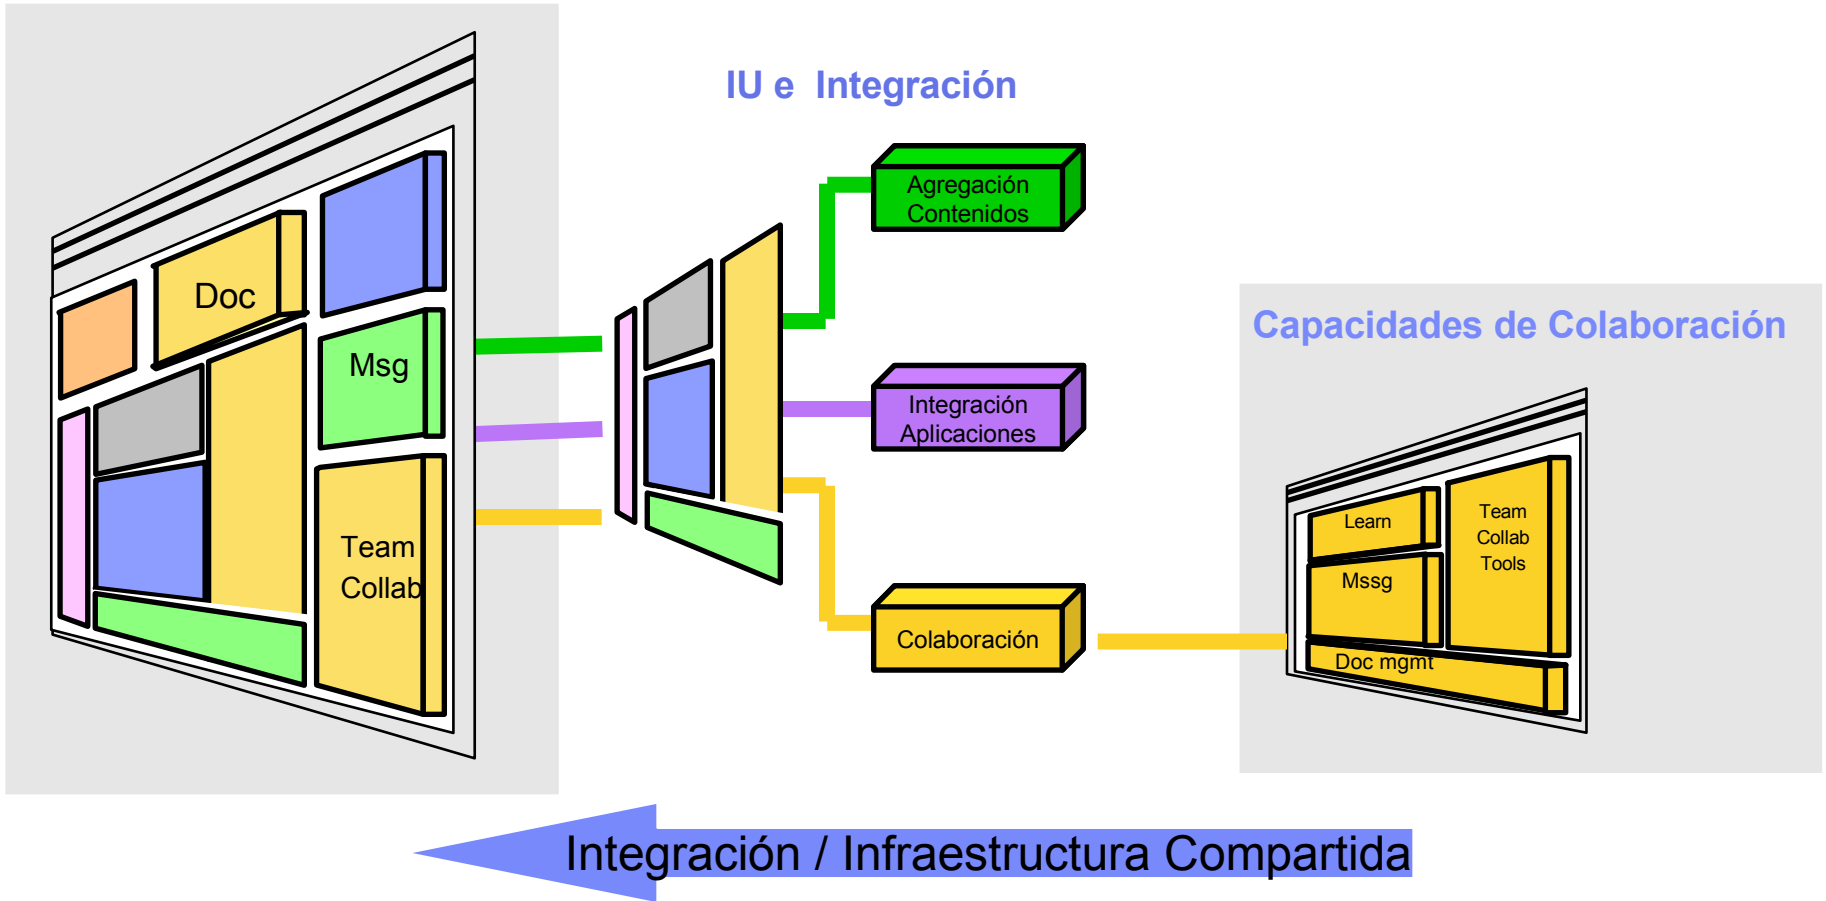 IU e  Integración
Agregación
Contenidos
Doc
Msg
Team
Collab
Integración
Aplicaciones
Colaboración
Capacidades de Colaboración
Learn
Mssg
Team
Collab
Tools
Doc mgmt
Integración / Infraestructura Compartida